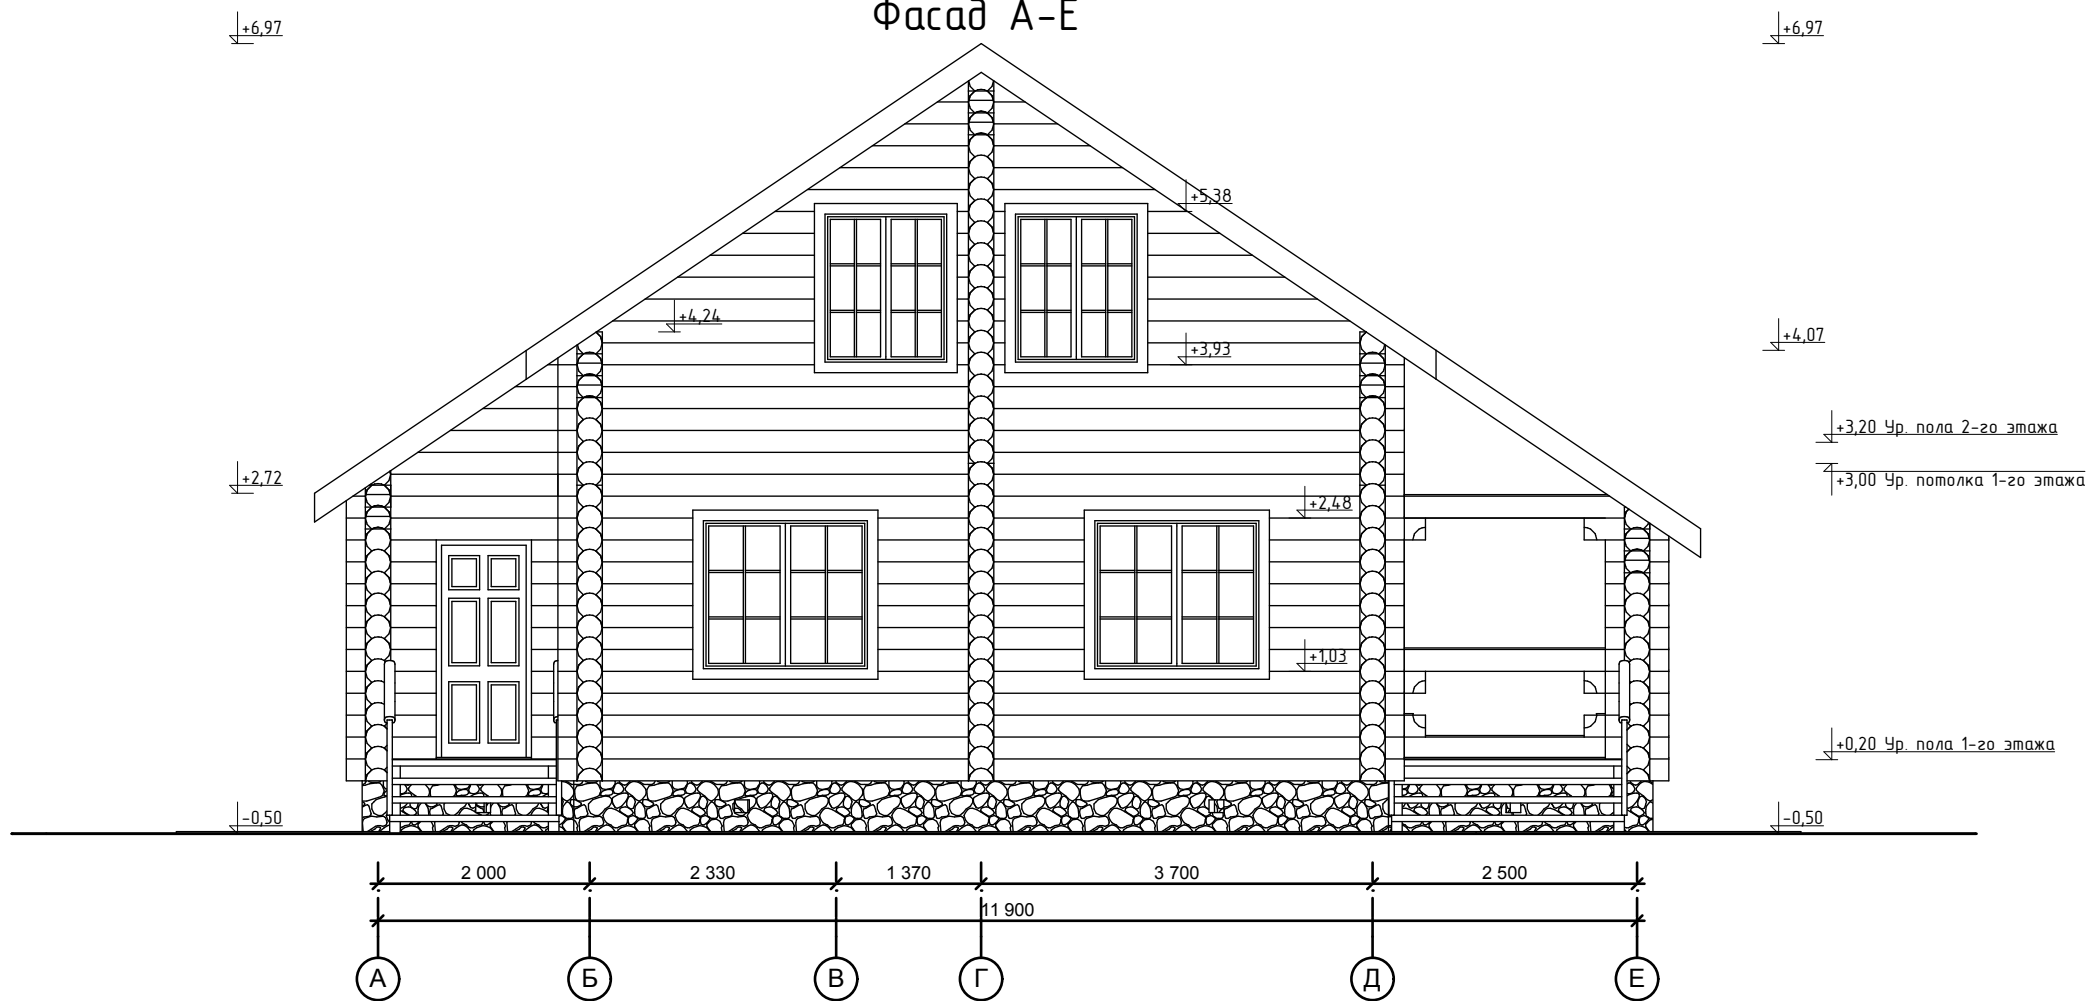 Фасад А-Е
+6,97
+6,97
+5,38
+4,24
+3,93
+4,07
+3,20 Ур. пола 2-го этажа
+2,72
+3,00 Ур. потолка 1-го этажа
+2,48
+1,03
+0,20 Ур. пола 1-го этажа
-0,50
-0,50
2 000
2 330
1 370
3 700
2 500
11 900
А
Б
В
Г
Д
Е